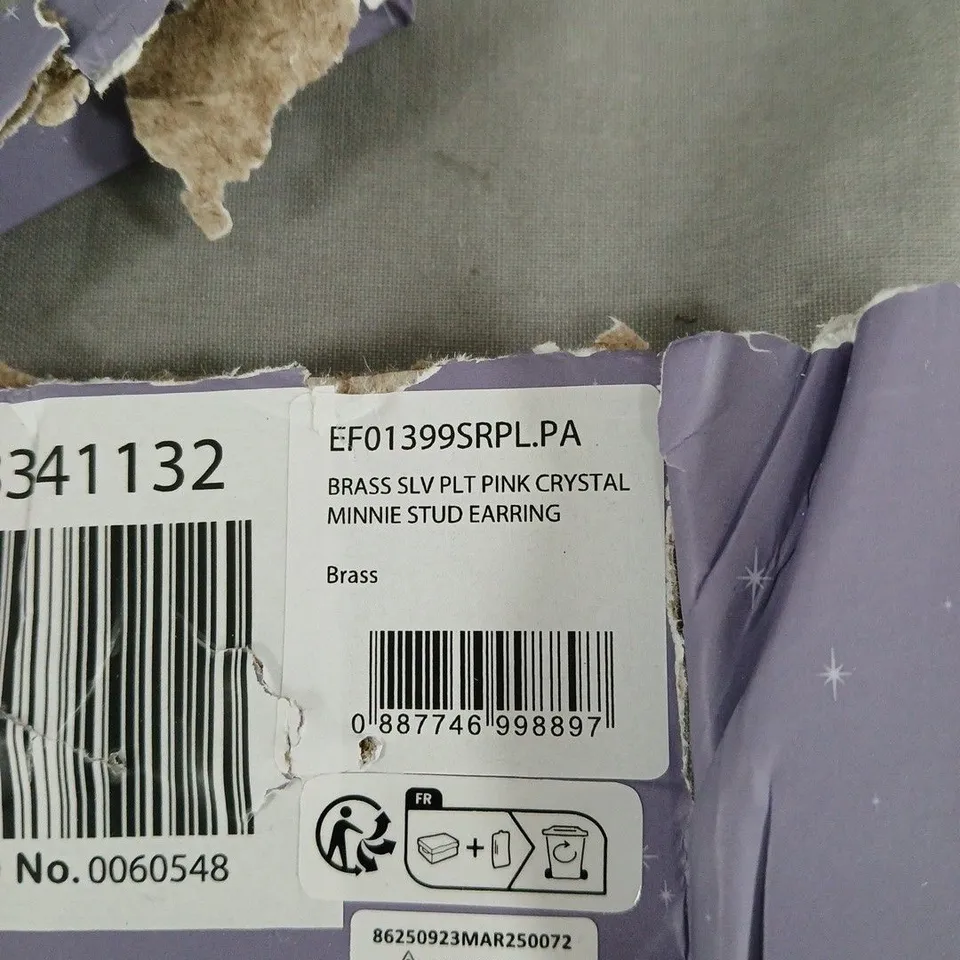 341132
No. 0060548
EF01399SRPL.PA
BRASS SLV PLT PINK CRYSTAL
MINNIE STUD EARRING
Brass
0 887746 998897
FR
86250923MAR250072